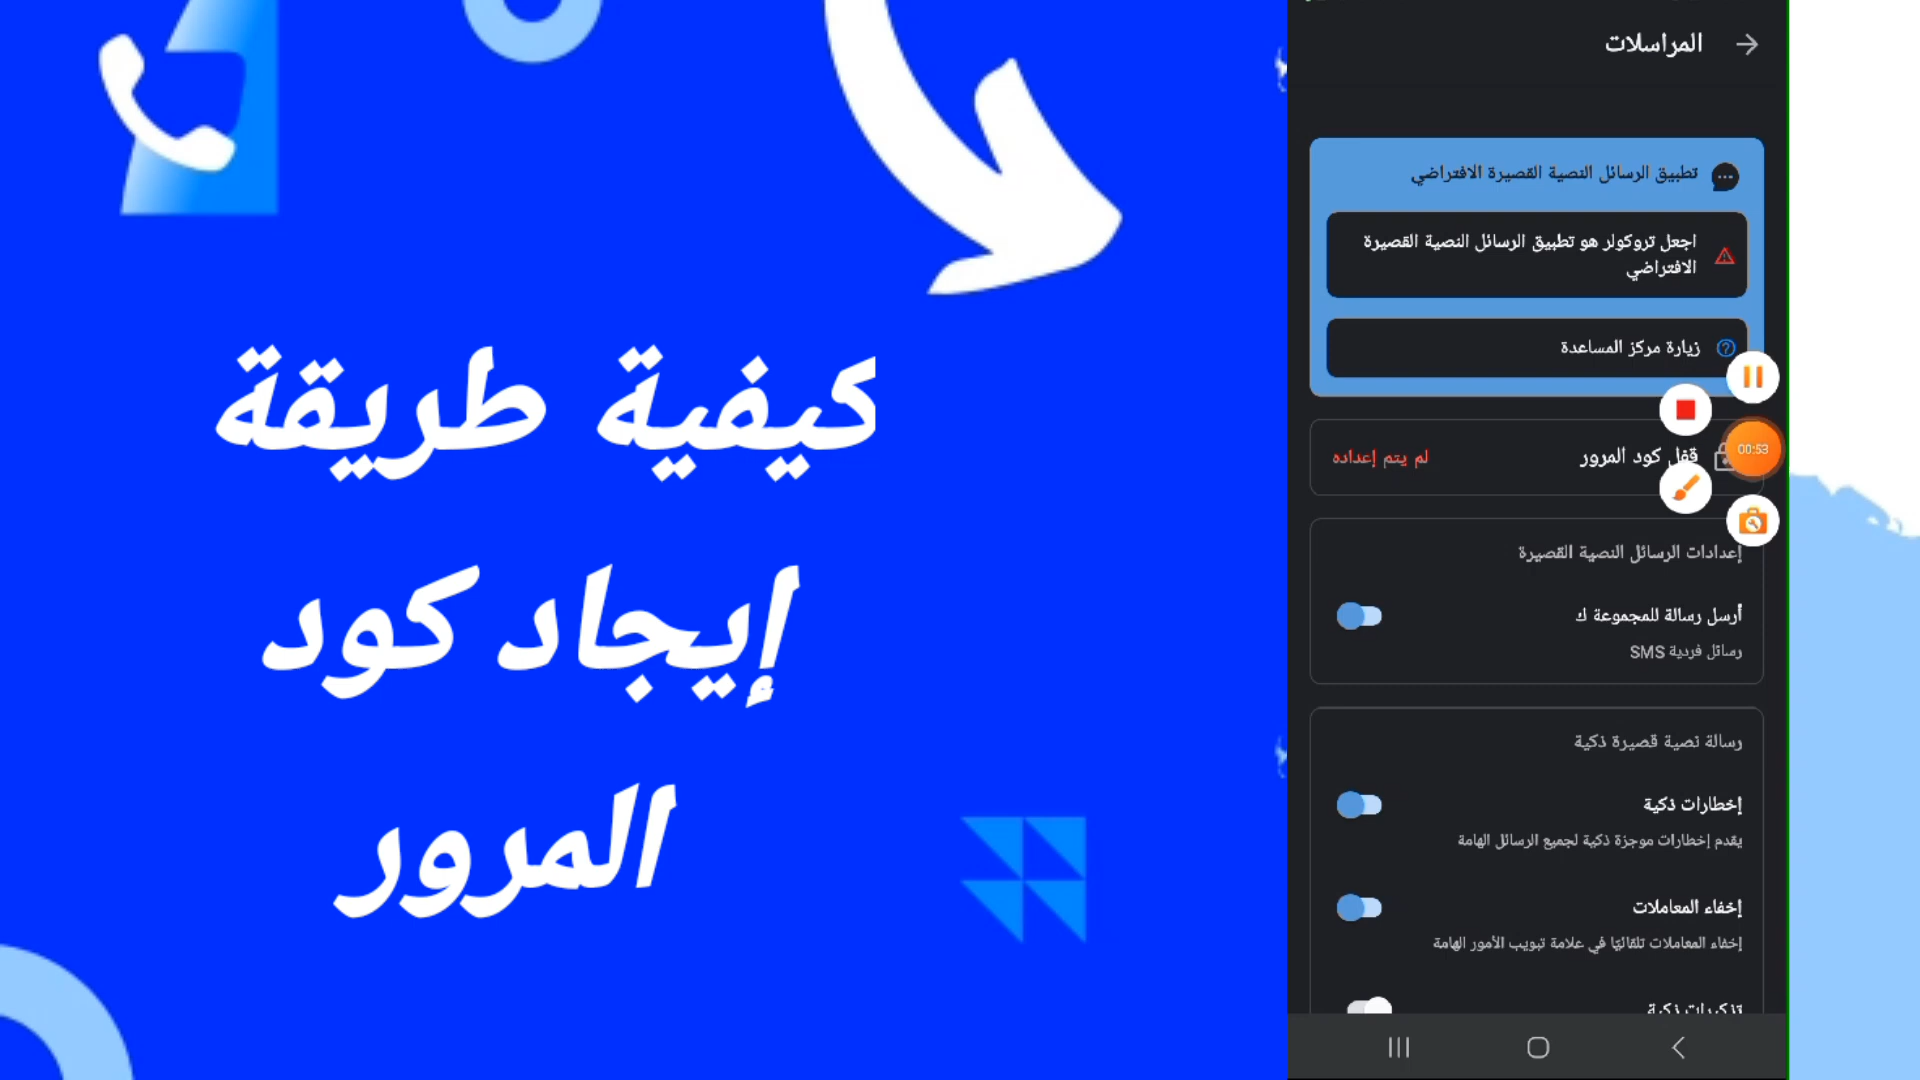 كيفية طريقة
إيجاد كود
المرور
المراسلات
تطبيق الرسائل النصية القصيرة الافتراضي
اجعل تروكولر هو تطبيق الرسائل النصية القصيرة
الافتراضي
زيارة مركز المساعدة
قفل كود المرور
لم يتم إعداده
00:53
إعدادات الرسائل النصية القصيرة
أرسل رسالة للمجموعة ك
رسائل فردية SMS
رسالة نصية قصيرة ذكية
إخطارات ذكية
يقدم إخطارات موجزة ذكية لجميع الرسائل الهامة
إخفاء المعاملات
إخفاء المعاملات تلقائيًا في علامة تبويب الأمور الهامة
تذكيرات ذكية